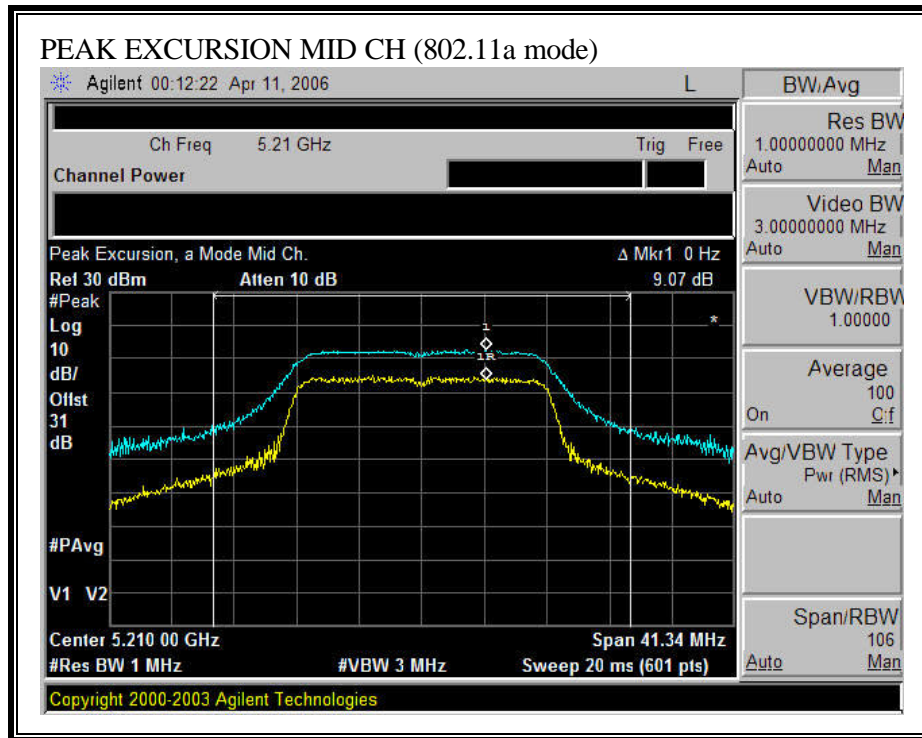 PEAK EXCURSION MID CH (802.11a mode)
Agilent 00:12:22 Apr 11, 2006 L
BW/Avg
Ch Freq 5.21 GHz Trig Free
Channel Power
Res BW
1.00000000 MHz
Auto Man
Video BW
3.00000000 MHz
Auto Man
Peak Excursion, a Mode Mid Ch. Δ Mkr1 0 Hz
Ref 30 dBm Atten 10 dB 9.07 dB
#Peak
Log
10
dB/
Offst
31
dB
1
1R
*
#PAvg
V1 V2
VBW/RBW
1.00000
Average
100
On Off
Avg/VBW Type
Pwr (RMS)
Auto Man
Span/RBW
106
Auto Man
Center 5.210 00 GHz Span 41.34 MHz
#Res BW 1 MHz #VBW 3 MHz Sweep 20 ms (601 pts)
Copyright 2000-2003 Agilent Technologies